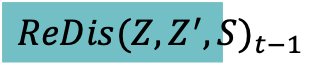 ReDis(Z, Z′, S)ₜ₋₁